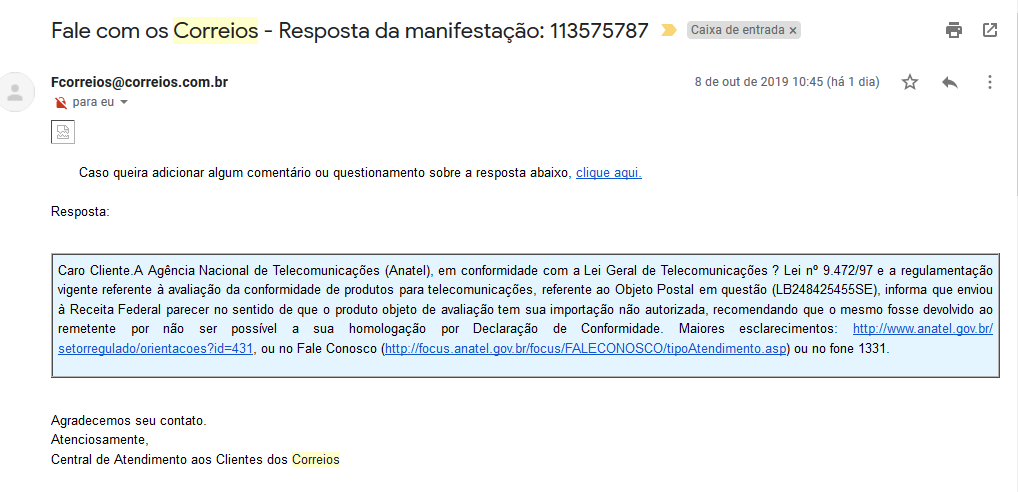 Fale com os Correios - Resposta da manifestação: 113575787 Caixa de entrada ×
Fcorreios@correios.com.br 8 de out de 2019 10:45 (há 1 dia)
para eu
Caso queira adicionar algum comentário ou questionamento sobre a resposta abaixo, clique aqui.
Resposta:
Caro Cliente.A Agência Nacional de Telecomunicações (Anatel), em conformidade com a Lei Geral de Telecomunicações ? Lei nº 9.472/97 e a regulamentação
vigente referente à avaliação da conformidade de produtos para telecomunicações, referente ao Objeto Postal em questão (LB248425455SE), informa que enviou
à Receita Federal parecer no sentido de que o produto objeto de avaliação tem sua importação não autorizada, recomendando que o mesmo fosse devolvido ao
remetente por não ser possível a sua homologação por Declaração de Conformidade. Maiores esclarecimentos: http://www.anatel.gov.br/
setorregulado/orientacoes?id=431, ou no Fale Conosco (http://focus.anatel.gov.br/focus/FALECONOSCO/tipoAtendimento.asp) ou no fone 1331.
Agradecemos seu contato.
Atenciosamente,
Central de Atendimento aos Clientes dos Correios